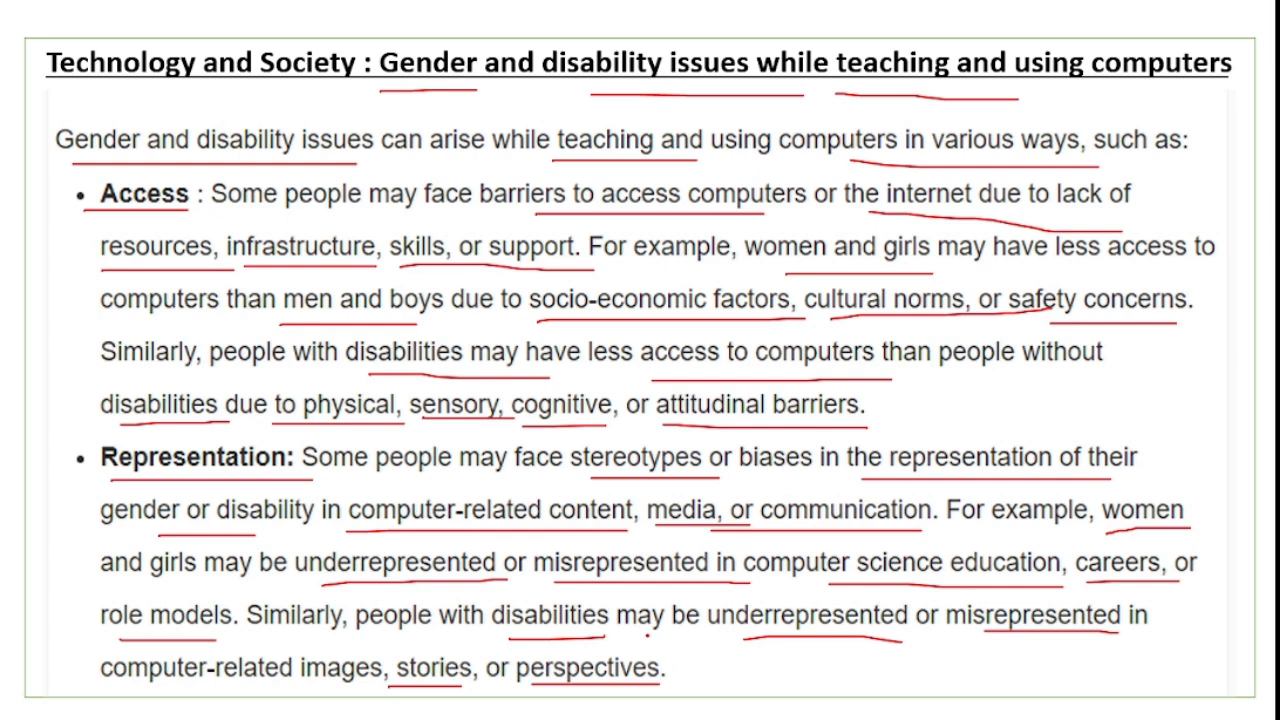 Technology and Society : Gender and disability issues while teaching and using computers
Gender and disability issues can arise while teaching and using computers in various ways, such as:
• Access : Some people may face barriers to access computers or the internet due to lack of
resources, infrastructure, skills, or support. For example, women and girls may have less access to
computers than men and boys due to socio-economic factors, cultural norms, or safety concerns.
Similarly, people with disabilities may have less access to computers than people without
disabilities due to physical, sensory, cognitive, or attitudinal barriers.
• Representation: Some people may face stereotypes or biases in the representation of their
gender or disability in computer-related content, media, or communication. For example, women
and girls may be underrepresented or misrepresented in computer science education, careers, or
role models. Similarly, people with disabilities may be underrepresented or misrepresented in
computer-related images, stories, or perspectives.